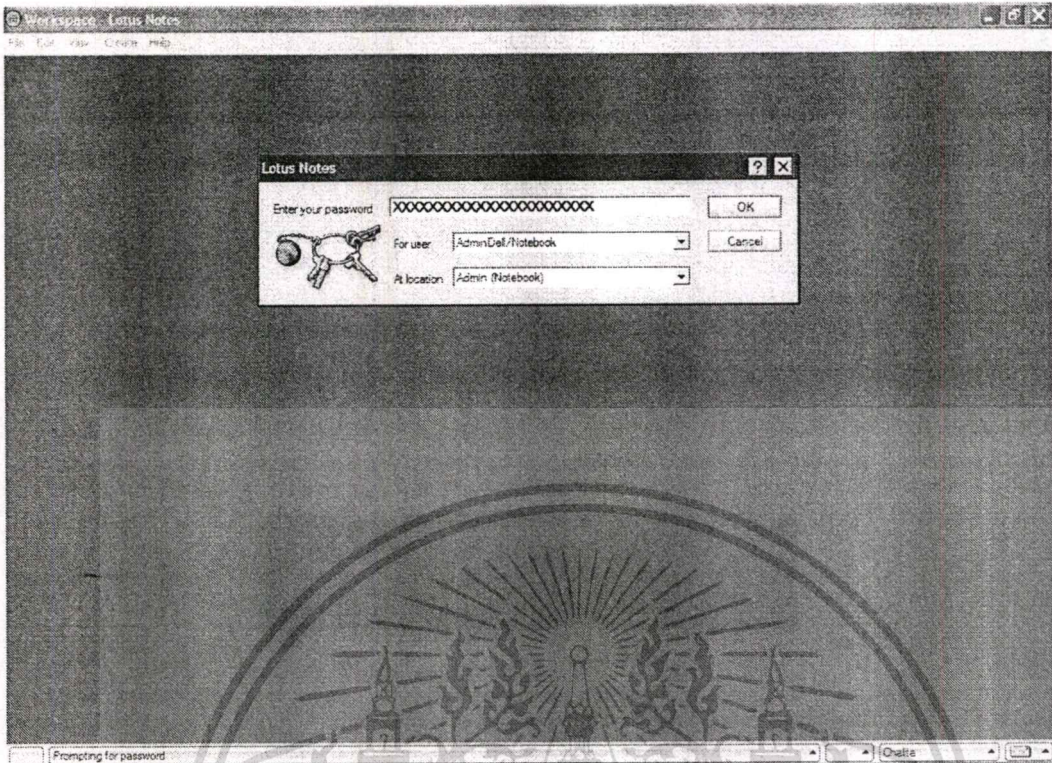 Workspace - Lotus Notes
File Edit View Create Help
Lotus Notes
Enter your password XXXXXXXXXXXXXXXXXXXXXXX
OK
For user AdminDell/Notebook
Cancel
At location Admin (Notebook)
Prompting for password